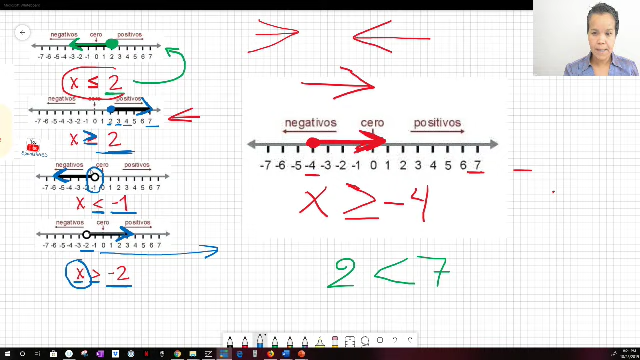 negativos cero positivos
-7 -6 -5 -4 -3 -2 -1 0 1 2 3 4 5 6 7
x ≤ 2
negativos cero positivos
-7 -6 -5 -4 -3 -2 -1 0 1 2 3 4 5 6 7
x ≥ 2
negativos cero positivos
-7 -6 -5 -4 -3 -2 -1 0 1 2 3 4 5 6 7
x < -1
negativos cero positivos
-7 -6 -5 -4 -3 -2 -1 0 1 2 3 4 5 6 7
x > -2
negativos cero positivos
-7 -6 -5 -4 -3 -2 -1 0 1 2 3 4 5 6 7
x ≥ -4
2 < 7